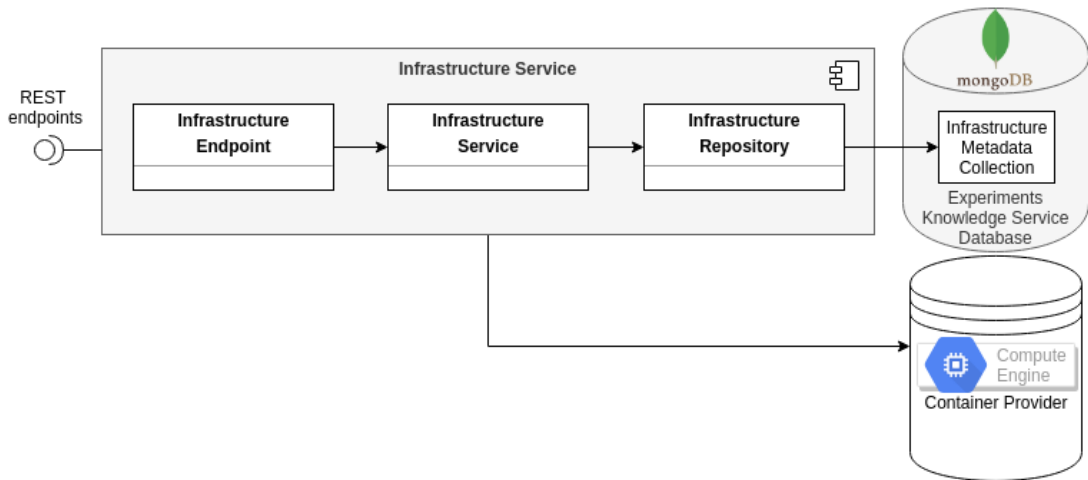 Infrastructure Service
REST
endpoints
Infrastructure
Endpoint
Infrastructure
Service
Infrastructure
Repository
mongoDB
Infrastructure
Metadata
Collection
Experiments
Knowledge Service
Database
Compute
Engine
Container Provider